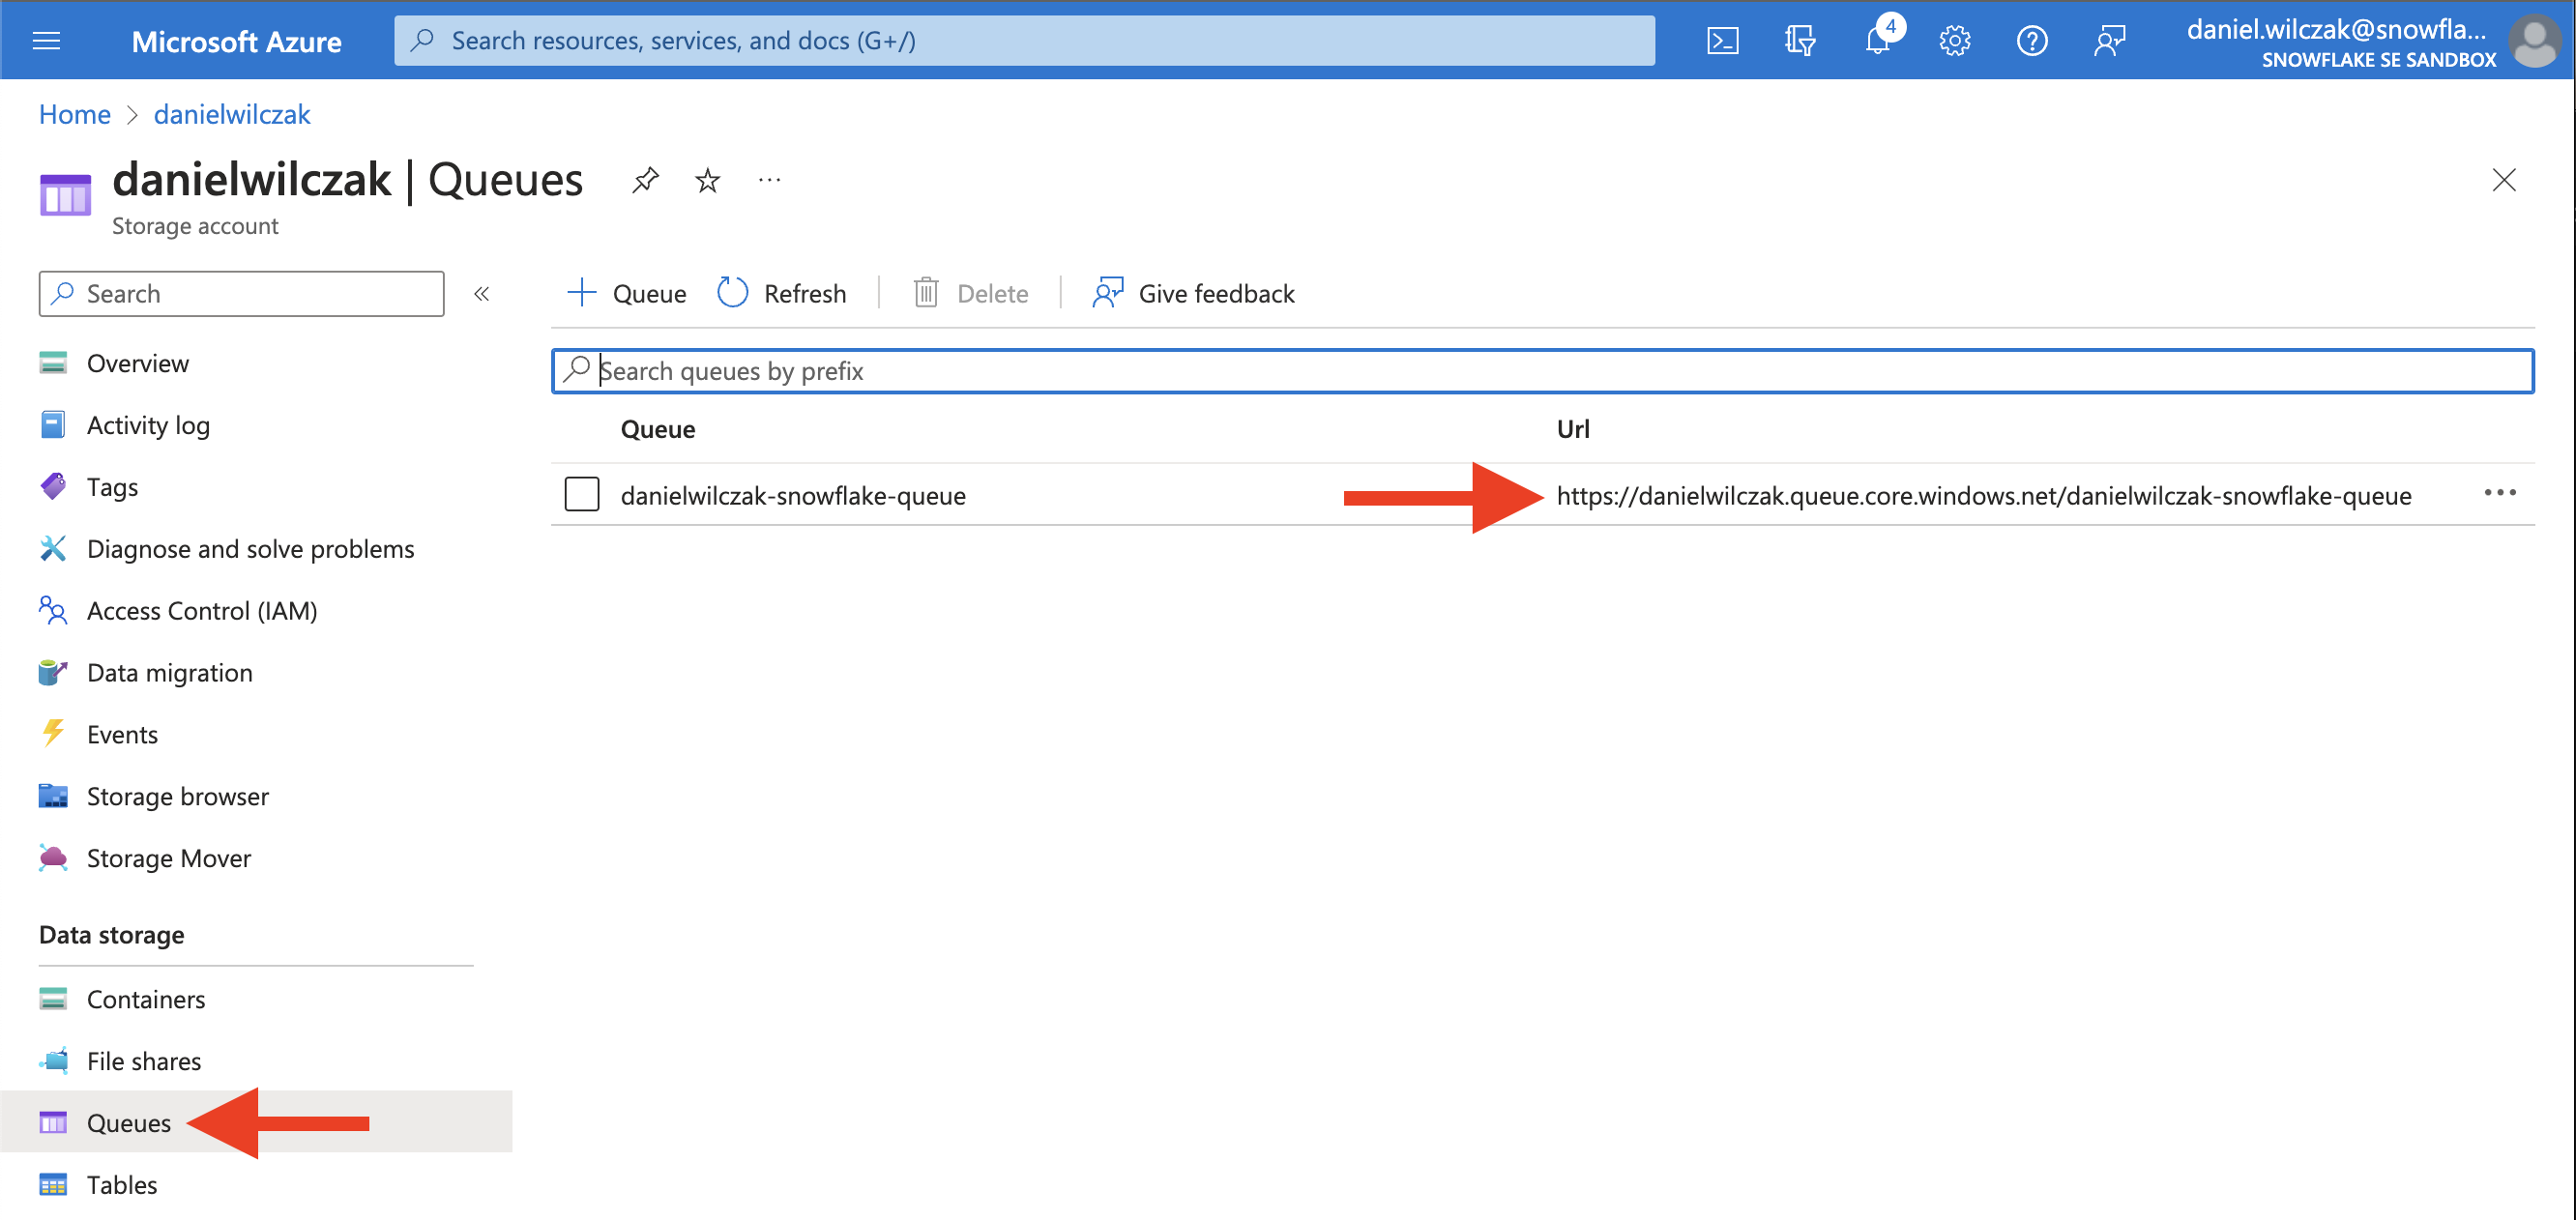 Microsoft Azure
Search resources, services, and docs (G+/)
4
daniel.wilczak@snowfla...
SNOWFLAKE SE SANDBOX
Home > danielwilczak
danielwilczak | Queues
Storage account
Search
Queue
Refresh
Delete
Give feedback
Search queues by prefix
Queue Url
danielwilczak-snowflake-queue https://danielwilczak.queue.core.windows.net/danielwilczak-snowflake-queue
Overview
Activity log
Tags
Diagnose and solve problems
Access Control (IAM)
Data migration
Events
Storage browser
Storage Mover
Data storage
Containers
File shares
Queues
Tables